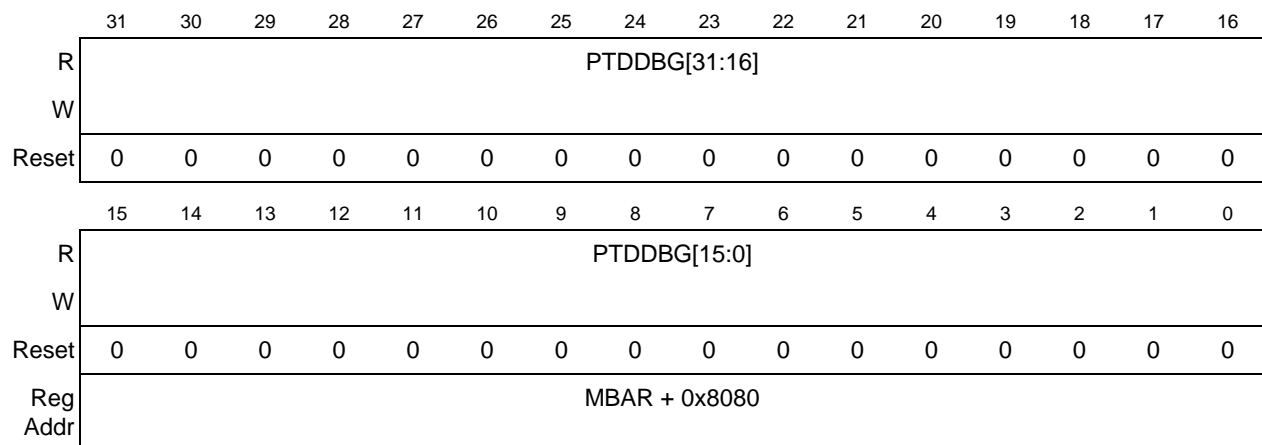 31 30 29 28 27 26 25 24 23 22 21 20 19 18 17 16
R PTDDBG[31:16]
W
Reset 0 0 0 0 0 0 0 0 0 0 0 0 0 0 0 0
15 14 13 12 11 10 9 8 7 6 5 4 3 2 1 0
R PTDDBG[15:0]
W
Reset 0 0 0 0 0 0 0 0 0 0 0 0 0 0 0 0
Reg MBAR + 0x8080
Addr